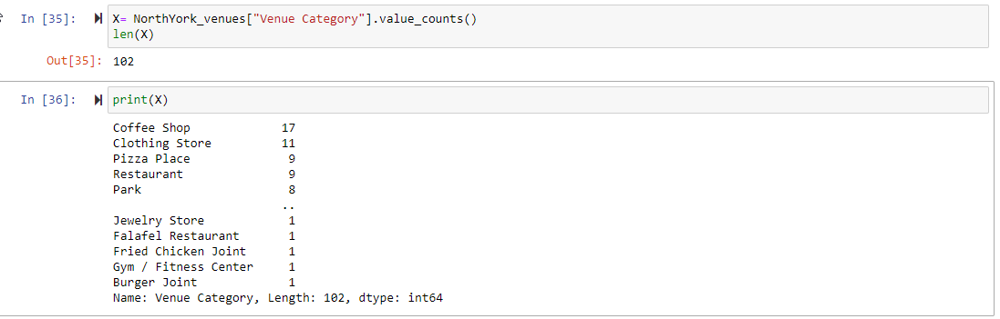 In [35]: X= NorthYork_venues["Venue Category"].value_counts()
len(X)
Out[35]: 102
In [36]: print(X)
Coffee Shop 17
Clothing Store 11
Pizza Place 9
Restaurant 9
Park 8
..
Jewelry Store 1
Falafel Restaurant 1
Fried Chicken Joint 1
Gym / Fitness Center 1
Burger Joint 1
Name: Venue Category, Length: 102, dtype: int64